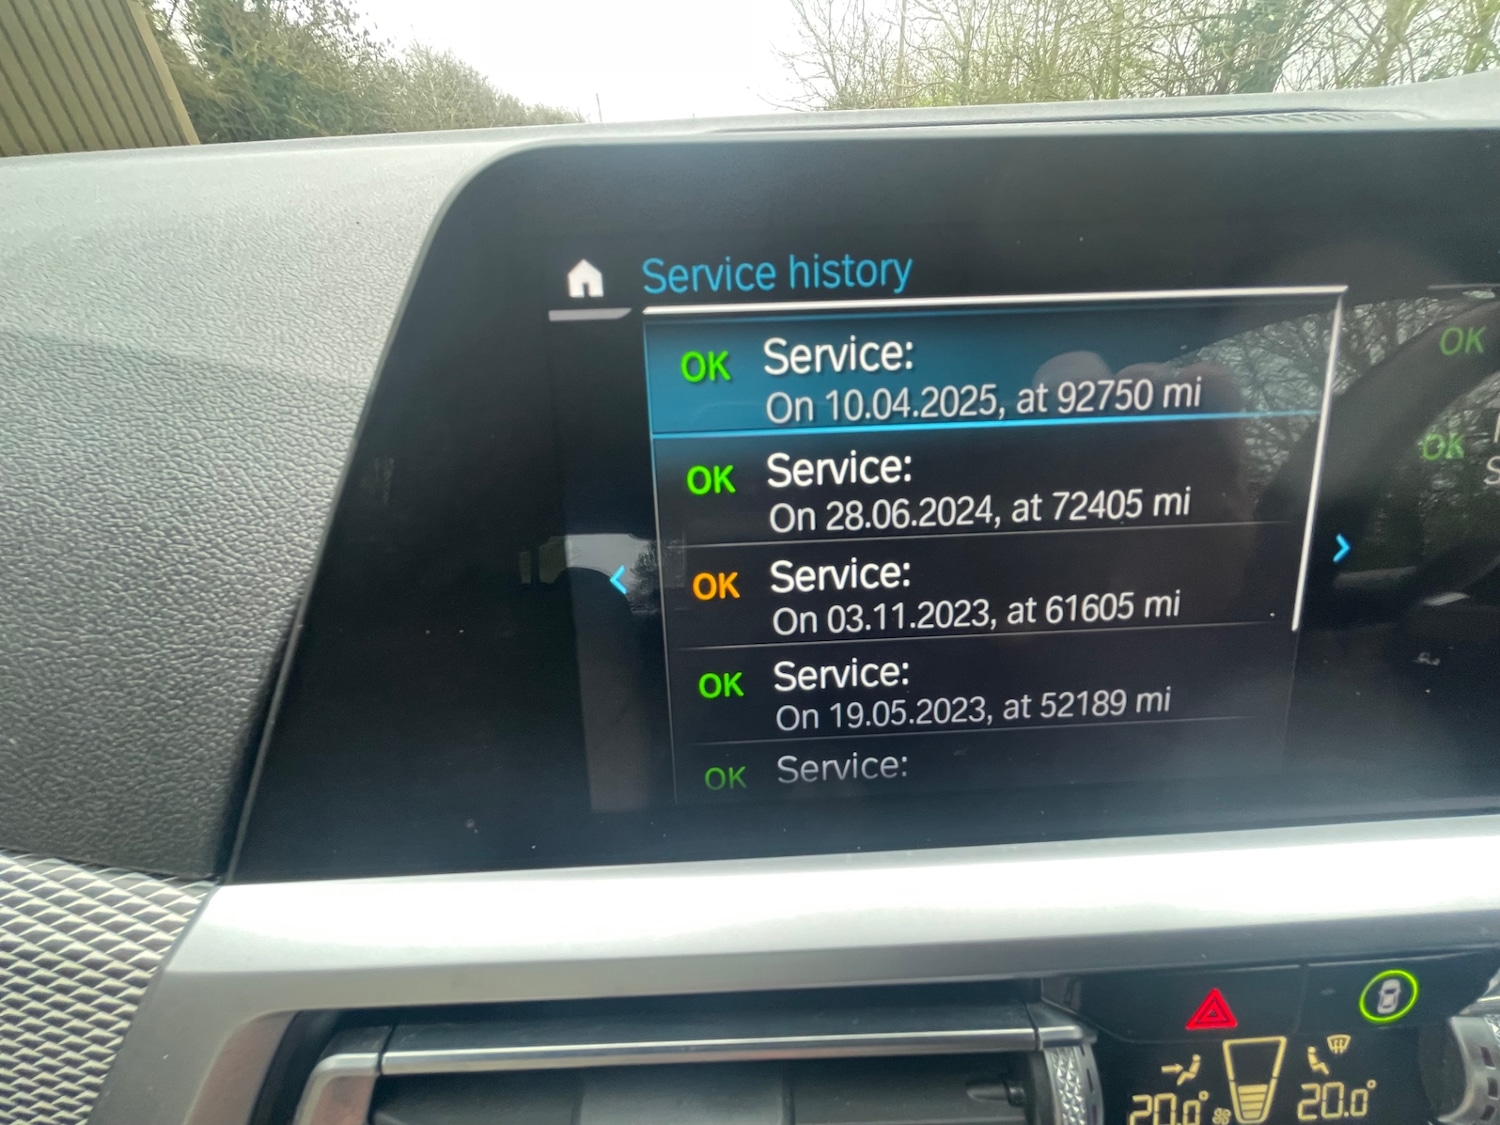 Service history
OK Service:
On 10.04.2025, at 92750 mi
OK Service:
On 28.06.2024, at 72405 mi
OK Service:
On 03.11.2023, at 61605 mi
OK Service:
On 19.05.2023, at 52189 mi
OK Service:
OK
OK
20.0° 20.0°